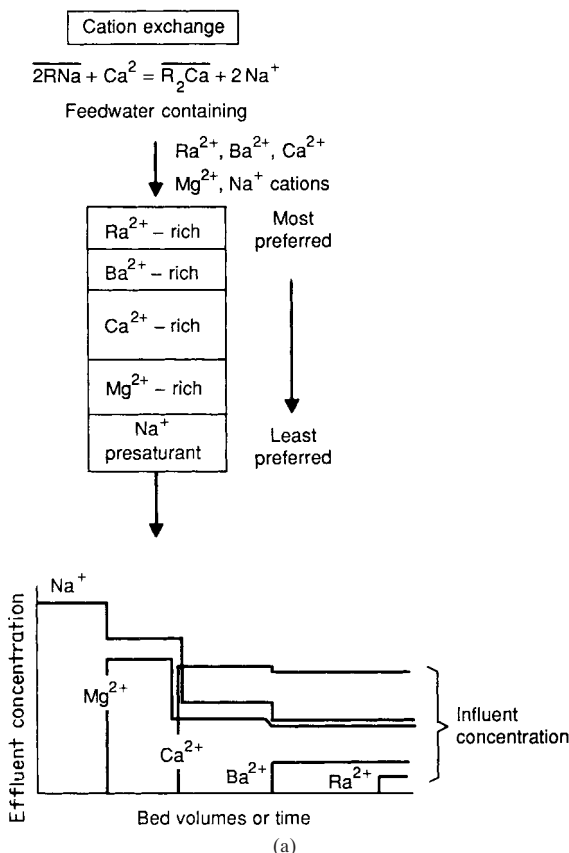 Cation exchange
2RNa + Ca² = R₂Ca + 2 Na⁺
Feedwater containing
Ra²⁺, Ba²⁺, Ca²⁺
Mg²⁺, Na⁺ cations
Ra²⁺ – rich
Most
preferred
Ba²⁺ – rich
Ca²⁺ – rich
Mg²⁺ – rich
Na⁺
presaturant
Least
preferred
Effluent concentration
Na⁺
Mg²⁺
Ca²⁺
Ba²⁺
Ra²⁺
Influent
concentration
Bed volumes or time
(a)